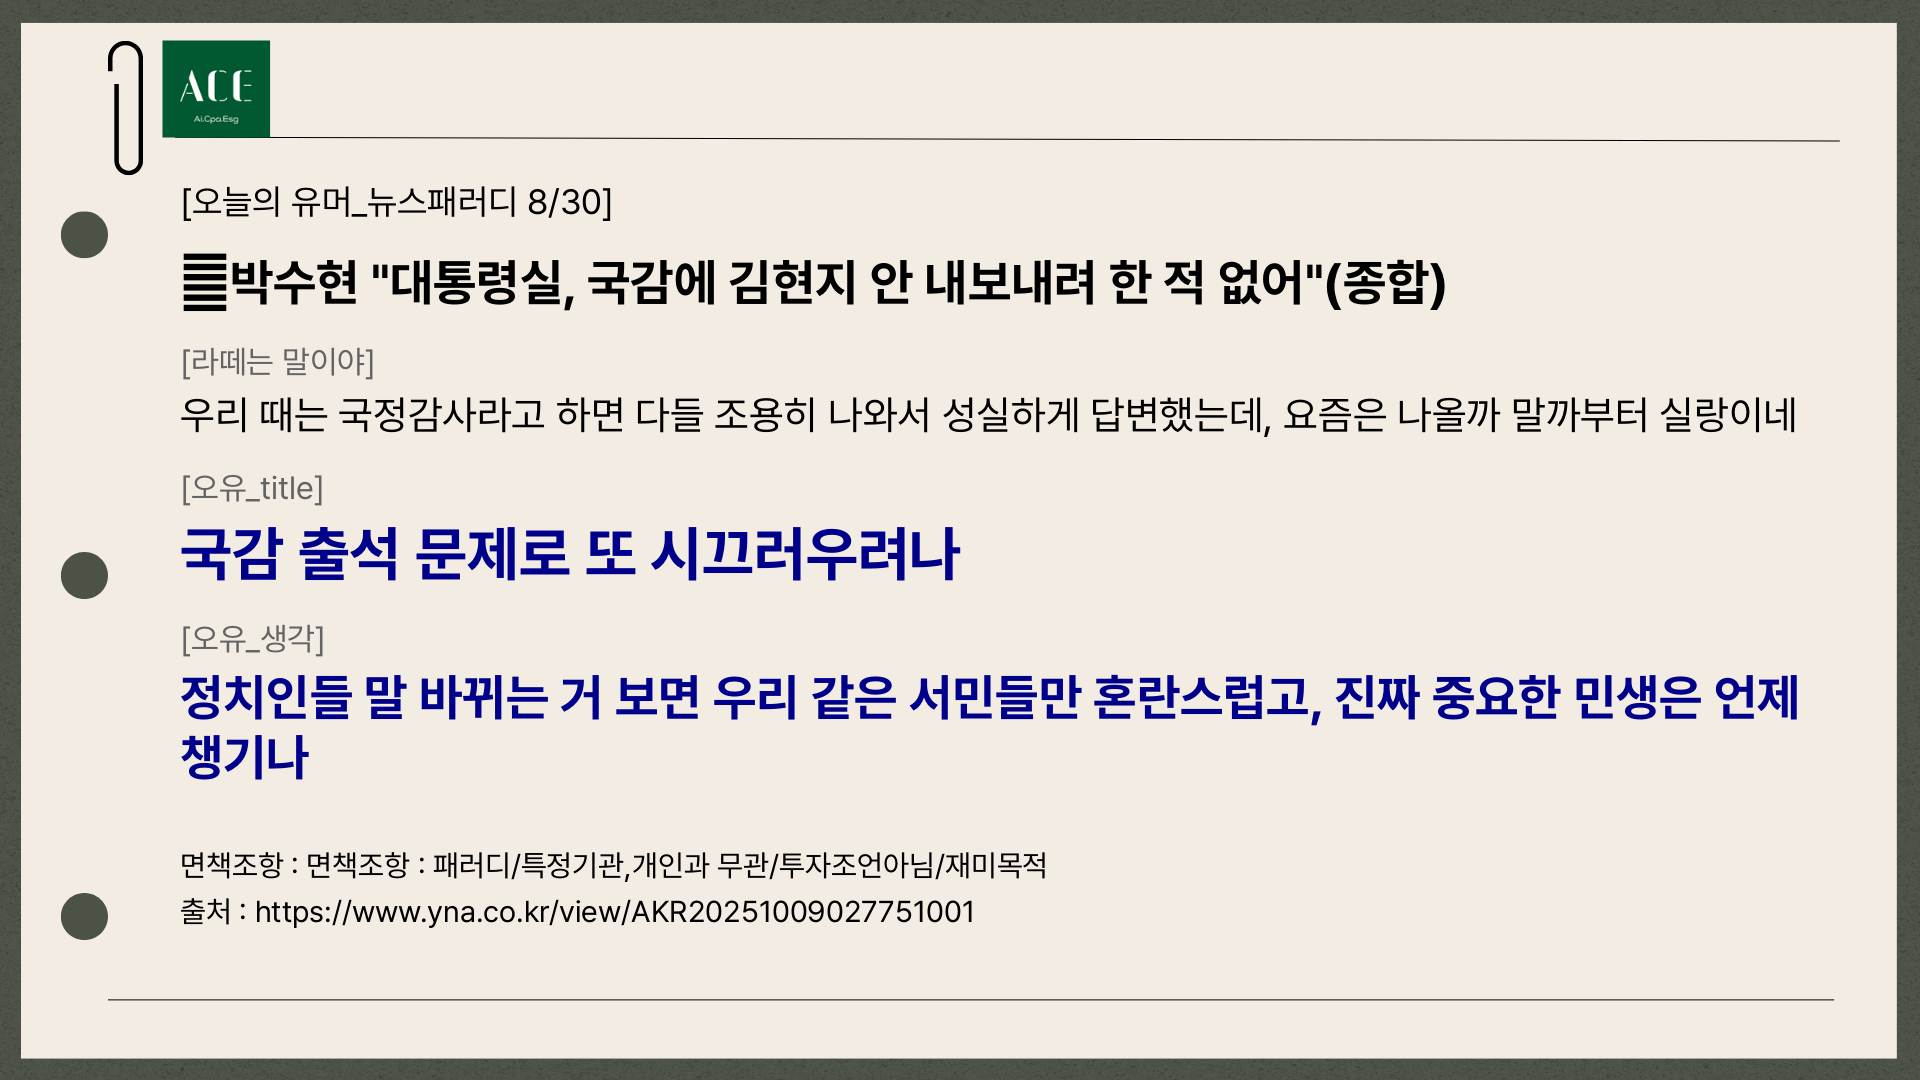 ACE
Ai.Cpa.Esg
[오늘의 유머_뉴스패러디 8/30]
䷁박수현 "대통령실, 국감에 김현지 안 내보내려 한 적 없어"(종합)
[라떼는 말이야]
우리 때는 국정감사라고 하면 다들 조용히 나와서 성실하게 답변했는데, 요즘은 나올까 말까부터 실랑이네
[오유_title]
국감 출석 문제로 또 시끄러우려나
[오유_생각]
정치인들 말 바뀌는 거 보면 우리 같은 서민들만 혼란스럽고, 진짜 중요한 민생은 언제
챙기나
면책조항 : 면책조항 : 패러디/특정기관,개인과 무관/투자조언아님/재미목적
출처 : https://www.yna.co.kr/view/AKR20251009027751001